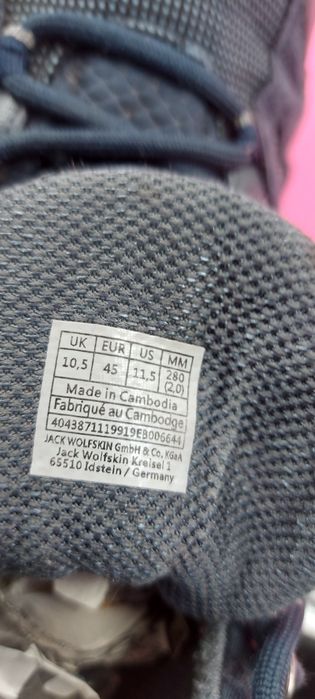 UK EUR US MM
10,5 45 11,5 280 (2,0)
Made in Cambodia
Fabriqué au Cambodge
4043871119919EB006644
JACK WOLFSKIN GmbH & Co. KGaA
Jack Wolfskin Kreisel 1
65510 Idstein / Germany